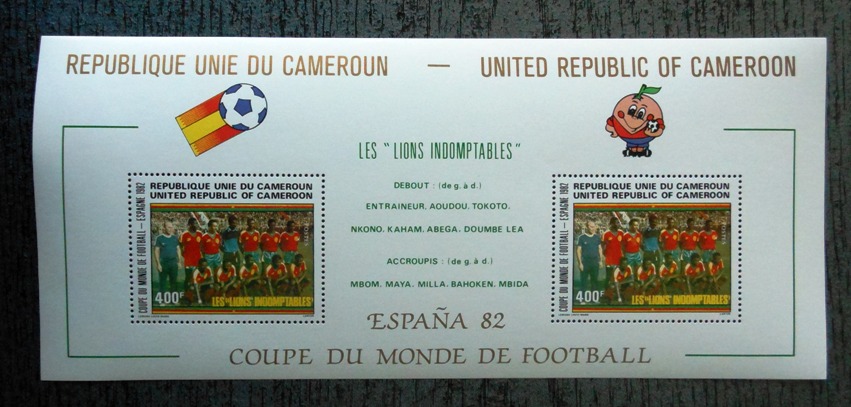 REPUBLIQUE UNIE DU CAMEROUN — UNITED REPUBLIC OF CAMEROON
LES "LIONS INDOMPTABLES"
DEBOUT : (de g. à d.)
ENTRAINEUR. AOUDOU. TOKOTO.
NKONO. KAHAM. ABEGA. DOUMBE LEA
ACCROUPIS : (de g. à d.)
MBOM. MAYA. MILLA. BAHOKEN. MBIDA
REPUBLIQUE UNIE DU CAMEROUN
UNITED REPUBLIC OF CAMEROON
COUPE DU MONDE DE FOOTBALL — ESPAGNE 1982
400F
LES "LIONS INDOMPTABLES"
REPUBLIQUE UNIE DU CAMEROUN
UNITED REPUBLIC OF CAMEROON
COUPE DU MONDE DE FOOTBALL — ESPAGNE 1982
400F
LES "LIONS INDOMPTABLES"
ESPAÑA 82
COUPE DU MONDE DE FOOTBALL